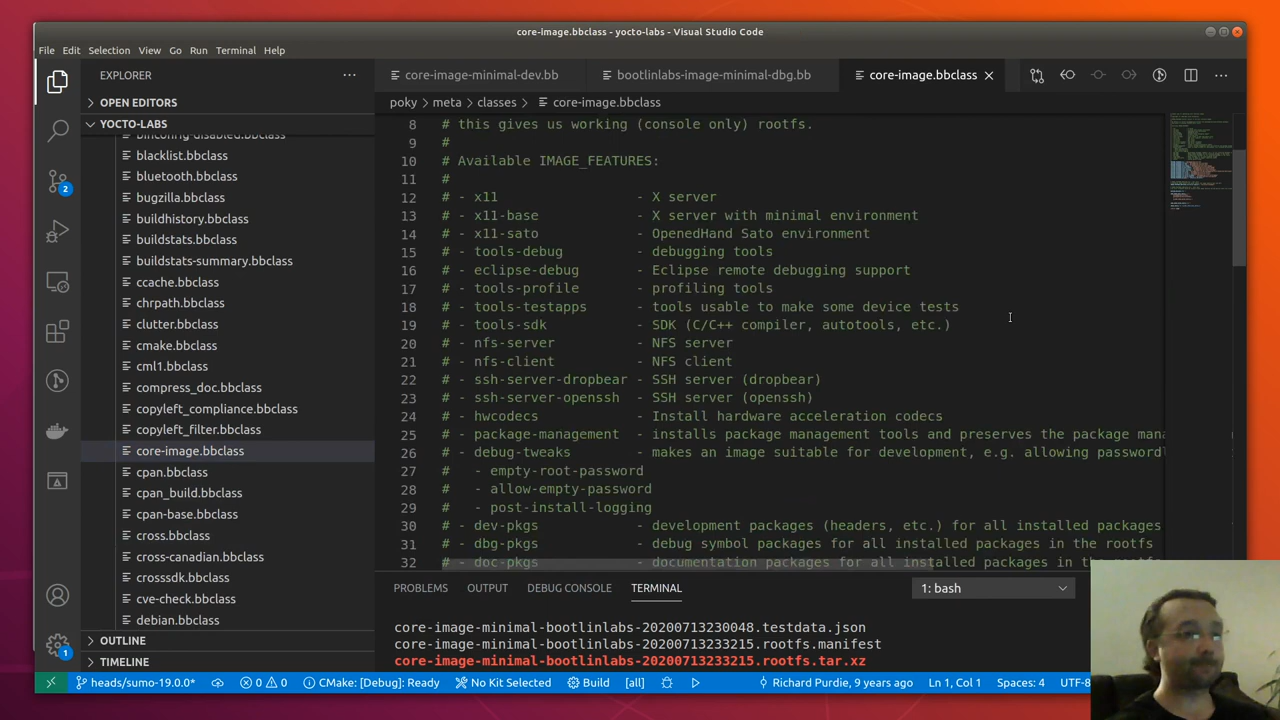 core-image.bbclass - yocto-labs - Visual Studio Code
File Edit Selection View Go Run Terminal Help
EXPLORER
core-image-minimal-dev.bb
bootlinlabs-image-minimal-dbg.bb
core-image.bbclass
OPEN EDITORS
poky > meta > classes > core-image.bbclass
YOCTO-LABS
binconfig-disabled.bbclass
blacklist.bbclass
bluetooth.bbclass
bugzilla.bbclass
buildhistory.bbclass
buildstats.bbclass
buildstats-summary.bbclass
ccache.bbclass
chrpath.bbclass
clutter.bbclass
cmake.bbclass
cml1.bbclass
compress_doc.bbclass
copyleft_compliance.bbclass
copyleft_filter.bbclass
core-image.bbclass
cpan.bbclass
cpan_build.bbclass
cpan-base.bbclass
cross.bbclass
cross-canadian.bbclass
crosssdk.bbclass
cve-check.bbclass
debian.bbclass
OUTLINE
TIMELINE
2
1
8 # this gives us working (console only) rootfs.
9 #
10 # Available IMAGE_FEATURES:
11 #
12 # - x11 - X server
13 # - x11-base - X server with minimal environment
14 # - x11-sato - OpenedHand Sato environment
15 # - tools-debug - debugging tools
16 # - eclipse-debug - Eclipse remote debugging support
17 # - tools-profile - profiling tools
18 # - tools-testapps - tools usable to make some device tests
19 # - tools-sdk - SDK (C/C++ compiler, autotools, etc.)
20 # - nfs-server - NFS server
21 # - nfs-client - NFS client
22 # - ssh-server-dropbear - SSH server (dropbear)
23 # - ssh-server-openssh - SSH server (openssh)
24 # - hwcodecs - Install hardware acceleration codecs
25 # - package-management - installs package management tools and preserves the package mana
26 # - debug-tweaks - makes an image suitable for development, e.g. allowing passwordl
27 # - empty-root-password
28 # - allow-empty-password
29 # - post-install-logging
30 # - dev-pkgs - development packages (headers, etc.) for all installed packages
31 # - dbg-pkgs - debug symbol packages for all installed packages in the rootfs
32 # - doc-pkgs - documentation packages for all installed packages in the rootfs
PROBLEMS OUTPUT DEBUG CONSOLE TERMINAL 1: bash
core-image-minimal-bootlinlabs-20200713230048.testdata.json
core-image-minimal-bootlinlabs-20200713233215.rootfs.manifest
core-image-minimal-bootlinlabs-20200713233215.rootfs.tar.xz
heads/sumo-19.0.0* 0 0 CMake: [Debug]: Ready No Kit Selected Build [all] Richard Purdie, 9 years ago Ln 1, Col 1 Spaces: 4 UTF-8